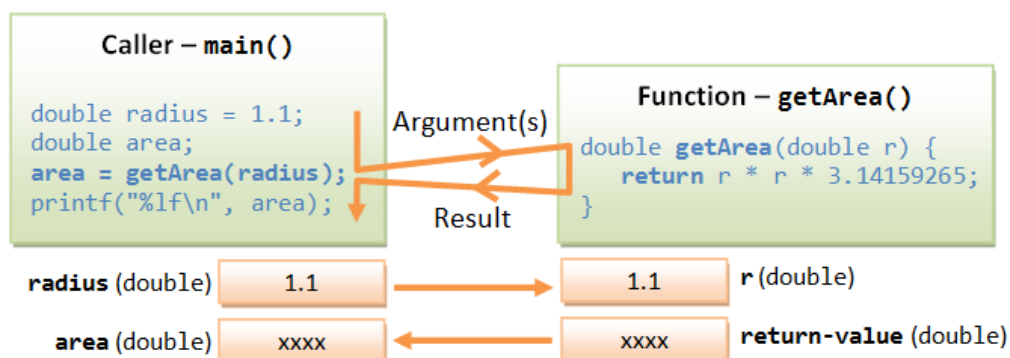 Caller – main()
double radius = 1.1;
double area;
area = getArea(radius);
printf("%lf\n", area);
Argument(s)
Result
Function – getArea()
double getArea(double r) {
return r * r * 3.14159265;
}
radius (double) 1.1 1.1 r (double)
area (double) xxxx xxxx return-value (double)